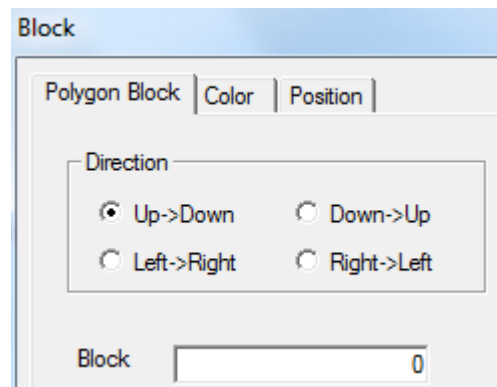 Block
Polygon Block Color Position
Direction
Up->Down Down->Up
Left->Right Right->Left
Block 0